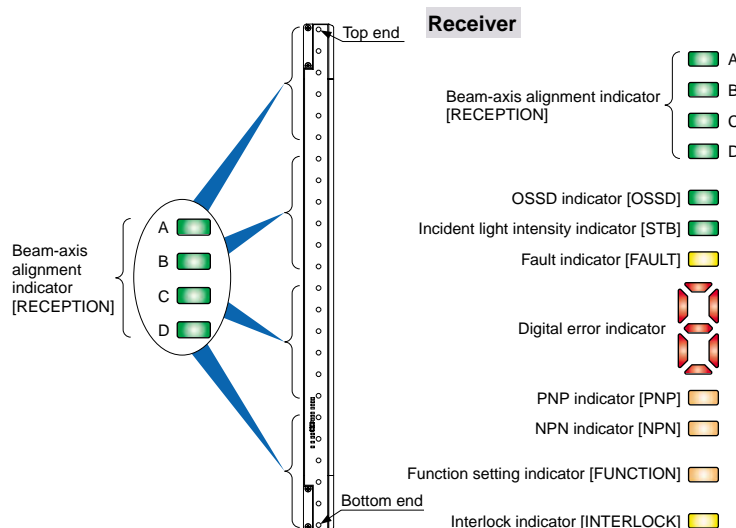 Receiver
Top end
Beam-axis alignment indicator
[RECEPTION]
A
B
C
D
OSSD indicator [OSSD]
Incident light intensity indicator [STB]
Fault indicator [FAULT]
Digital error indicator
PNP indicator [PNP]
NPN indicator [NPN]
Function setting indicator [FUNCTION]
Interlock indicator [INTERLOCK]
Beam-axis
alignment
indicator
[RECEPTION]
A
B
C
D
Bottom end